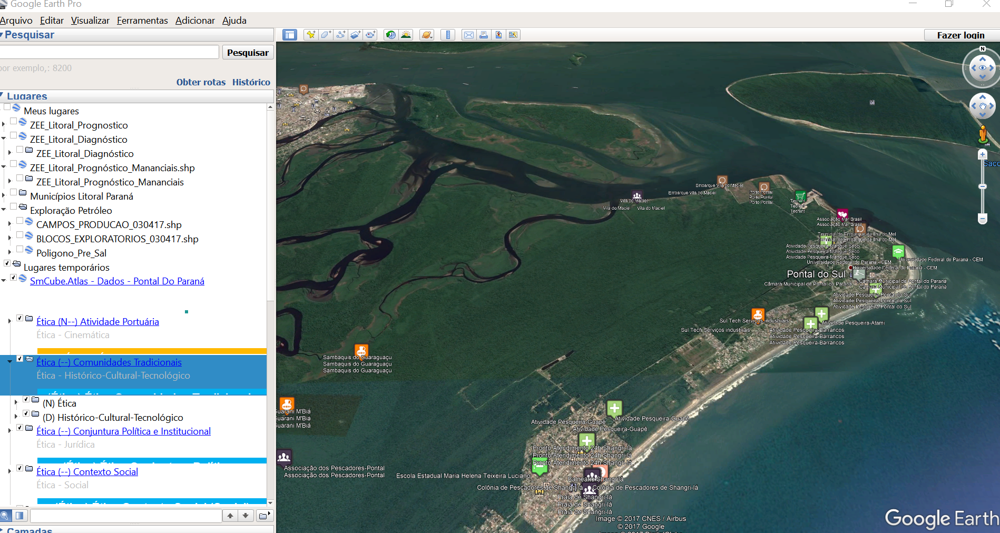 Google Earth Pro
Arquivo Editar Visualizar Ferramentas Adicionar Ajuda
Pesquisar
Fazer login
Pesquisar
por exemplo,: 8200
Obter rotas Histórico
Lugares
Meus lugares
ZEE_Litoral_Prognostico
ZEE_Litoral_Diagnóstico
ZEE_Litoral_Diagnóstico
ZEE_Litoral_Prognóstico_Mananciais.shp
ZEE_Litoral_Prognóstico_Mananciais
Municípios Litoral Paraná
Exploração Petróleo
CAMPOS_PRODUCAO_030417.shp
BLOCOS_EXPLORATORIOS_030417.shp
Poligono_Pre_Sal
Lugares temporários
SmCube.Atlas - Dados - Pontal Do Paraná
Ética (N--) Atividade Portuária
Ética - Cinemática
Ética (--) Comunidades Tradicionais
Ética - Histórico-Cultural-Tecnológico
(N) Ética
(D) Histórico-Cultural-Tecnológico
Ética (--) Conjuntura Política e Institucional
Ética - Jurídica
Ética (--) Contexto Social
Ética - Social
Camadas
N
Saco
Embarque Vila do Maciel
Embarque Vila do Maciel
Vila do Maciel
Vila do Maciel Vila do Maciel
Porto Pontal
Porto Pontal
Porto Pontal
Techint
Techint
Techint
Associação Mar Brasil
Associação Mar Brasil
Terminal de Embarque da Ilha do Mel
Terminal de Embarque da Ilha do Mel
Atividade Pesqueira-Mangue Seco
Atividade Pesqueira-Mangue Seco
Atividade Pesqueira-Mangue Seco
Universidade Federal do Paraná - CEM
Universidade Federal do Paraná - CEM
Universidade Federal do Paraná - CEM
Pontal do Sul
Câmara Municipal de Pontal do Paraná
Câmara Municipal de Pontal do Paraná
Câmara Municipal de Pontal do Paraná
Atividade Pesqueira-Pontal do Sul
Atividade Pesqueira-Pontal do Sul
Atividade Pesqueira-Pontal do Sul
Sul Tech Serviços industriais
Sul Tech Serviços industriais
Atividade Pesqueira-Atami
Atividade Pesqueira-Barrancos
Atividade Pesqueira-Barrancos
Atividade Pesqueira-Barrancos
Sambaquis do Guaraguaçu
Sambaquis do Guaraguaçu
Sambaquis do Guaraguaçu
Guarani M'Biá
Guarani M'Biá
Guarani M'Biá
Atividade Pesqueira-Guapê
Atividade Pesqueira-Guapê
Atividade Pesqueira-Guapê
Pronto Atendimento 24h Shangri-lá
Pronto Atendimento 24h Shangri-lá
Pronto Atendimento 24h Shangri-lá
Associação dos Pescadores-Pontal
Associação dos Pescadores-Pontal
Escola Estadual Maria Helena Teixeira Luciano
Balneário Shangrilá
Colônia de Pescadores de Shangri-lá
Colônia de Pescadores de Shangri-lá
Praia de Shangri-lá
Praia de Shangri-lá
Praia de Shangri-lá
Image © 2017 CNES / Airbus
© 2017 Google
Google Earth